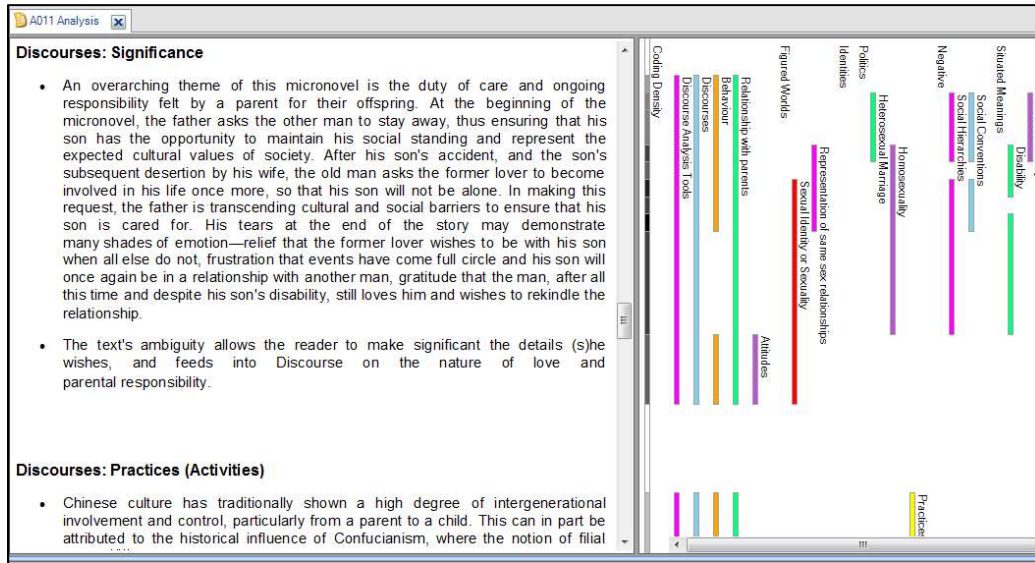 A011 Analysis
Discourses: Significance
• An overarching theme of this micronovel is the duty of care and ongoing
responsibility felt by a parent for their offspring. At the beginning of the
micronovel, the father asks the other man to stay away, thus ensuring that his
son has the opportunity to maintain his social standing and represent the
expected cultural values of society. After his son's accident, and the son's
subsequent desertion by his wife, the old man asks the former lover to become
involved in his life once more, so that his son will not be alone. In making this
request, the father is transcending cultural and social barriers to ensure that his
son is cared for. His tears at the end of the story may demonstrate
many shades of emotion—relief that the former lover wishes to be with his son
when all else do not, frustration that events have come full circle and his son will
once again be in a relationship with another man, gratitude that the man, after all
this time and despite his son's disability, still loves him and wishes to rekindle the
relationship.
• The text's ambiguity allows the reader to make significant the details (s)he
wishes, and feeds into Discourse on the nature of love and
parental responsibility.
Discourses: Practices (Activities)
• Chinese culture has traditionally shown a high degree of intergenerational
involvement and control, particularly from a parent to a child. This can in part be
attributed to the historical influence of Confucianism, where the notion of filial
Coding Density
Discourse Analysis Tools
Discourses
Behaviour
Relationship with parents
Attitudes
Figured Worlds
Sexual Identity or Sexuality
Representation of same sex relationships
Identities
Politics
Heterosexual Marriage
Homosexuality
Practices
Negative
Social Hierarchies
Social Conventions
Situated Meanings
Disability